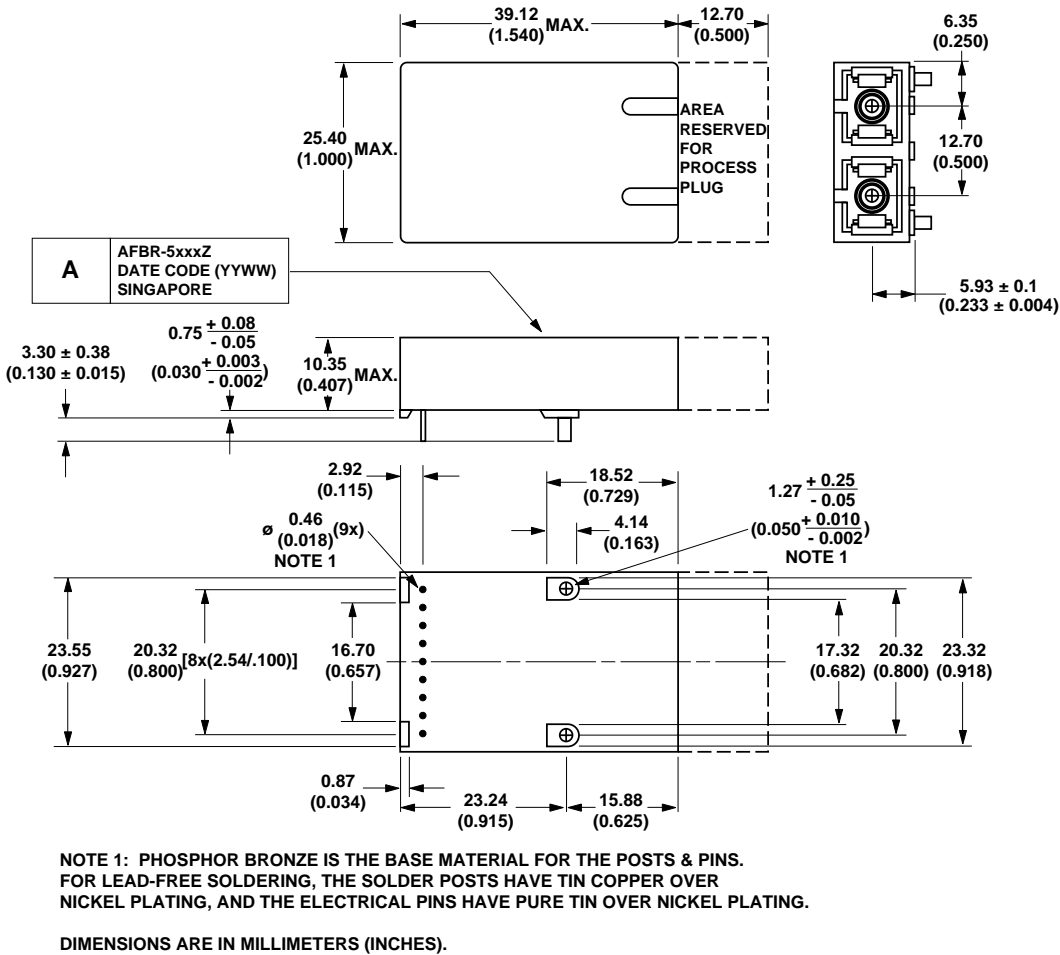 39.12
(1.540) MAX.
12.70
(0.500)
6.35
(0.250)
25.40
(1.000) MAX.
AREA
RESERVED
FOR
PROCESS
PLUG
12.70
(0.500)
A
AFBR-5xxxZ
DATE CODE (YYWW)
SINGAPORE
5.93 ± 0.1
(0.233 ± 0.004)
3.30 ± 0.38
(0.130 ± 0.015)
0.75 + 0.08
- 0.05
(0.030 + 0.003
- 0.002)
10.35
(0.407) MAX.
2.92
(0.115)
18.52
(0.729)
4.14
(0.163)
1.27 + 0.25
- 0.05
(0.050 + 0.010
- 0.002)
NOTE 1
ø 0.46
(0.018) (9x)
NOTE 1
23.55
(0.927)
20.32
(0.800) [8x(2.54/.100)]
16.70
(0.657)
17.32
(0.682)
20.32
(0.800)
23.32
(0.918)
0.87
(0.034)
23.24
(0.915)
15.88
(0.625)
NOTE 1: PHOSPHOR BRONZE IS THE BASE MATERIAL FOR THE POSTS & PINS.
FOR LEAD-FREE SOLDERING, THE SOLDER POSTS HAVE TIN COPPER OVER
NICKEL PLATING, AND THE ELECTRICAL PINS HAVE PURE TIN OVER NICKEL PLATING.
DIMENSIONS ARE IN MILLIMETERS (INCHES).